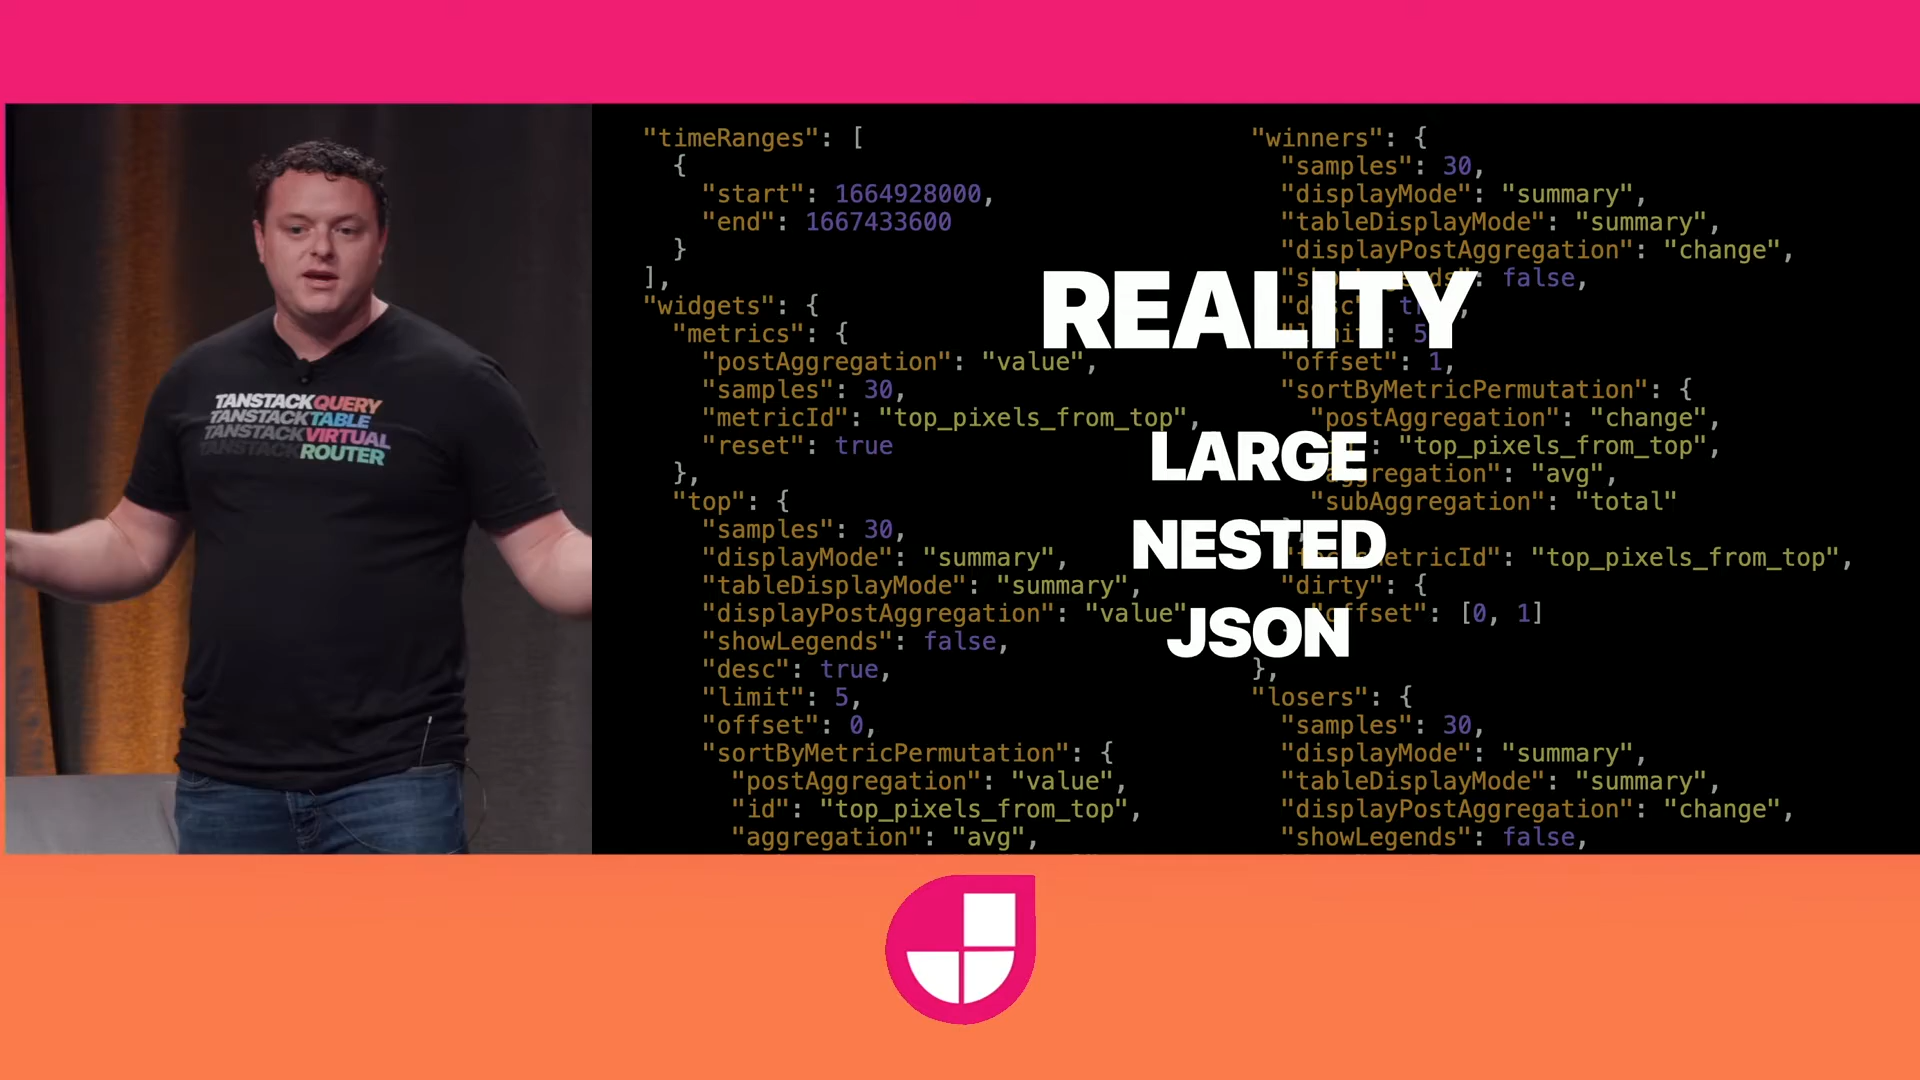 TANSTACK QUERY
TANSTACK TABLE
TANSTACK VIRTUAL
TANSTACK ROUTER
"timeRanges": [
{
"start": 1664928000,
"end": 1667433600
}
],
"widgets": {
"metrics": {
"postAggregation": "value",
"samples": 30,
"metricId": "top_pixels_from_top",
"reset": true
},
"top": {
"samples": 30,
"displayMode": "summary",
"tableDisplayMode": "summary",
"displayPostAggregation": "value"
"showLegends": false,
"desc": true,
"limit": 5,
"offset": 0,
"sortByMetricPermutation": {
"postAggregation": "value",
"id": "top_pixels_from_top",
"aggregation": "avg",
REALITY
LARGE
NESTED
JSON
"winners": {
"samples": 30,
"displayMode": "summary",
"tableDisplayMode": "summary",
"displayPostAggregation": "change",
false,
5
"offset": 1,
"sortByMetricPermutation": {
"postAggregation": "change",
: "top_pixels_from_top",
"avg",
"subAggregation": "total"
"top_pixels_from_top",
"dirty": {
"offset": [0, 1]
},
"losers": {
"samples": 30,
"displayMode": "summary",
"tableDisplayMode": "summary",
"displayPostAggregation": "change",
"showLegends": false,